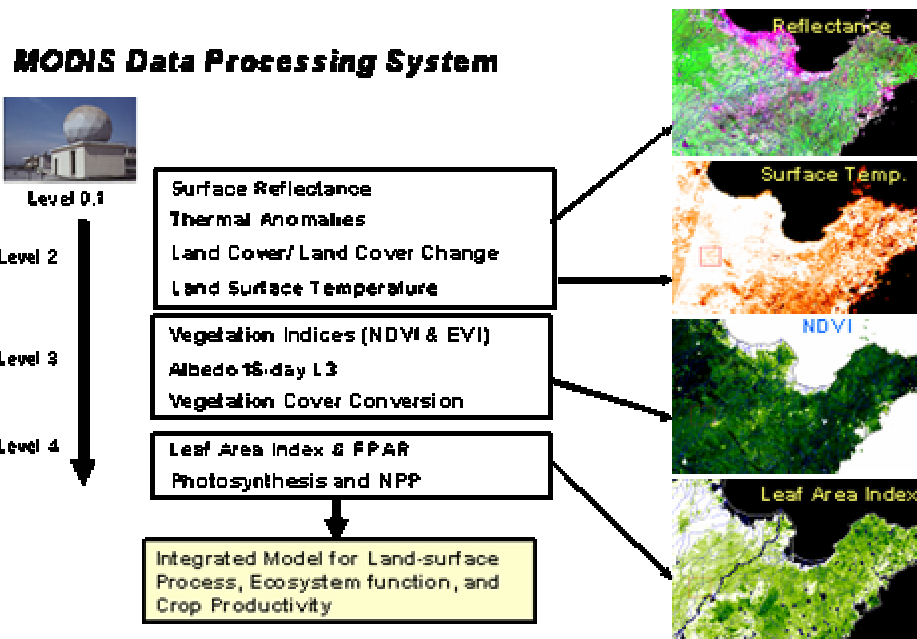 MODIS Data Processing System
Level 0.1
Level 2
Level 3
Level 4
Surface Reflectance
Thermal Anomalies
Land Cover/ Land Cover Change
Land Surface Temperature
Vegetation Indices (NDVI & EVI)
Albedo 16-day L3
Vegetation Cover Conversion
Leaf Area Index & FPAR
Photosynthesis and NPP
Integrated Model for Land-surface
Process, Ecosystem function, and
Crop Productivity
Reflectance
Surface Temp.
NDVI
Leaf Area Index